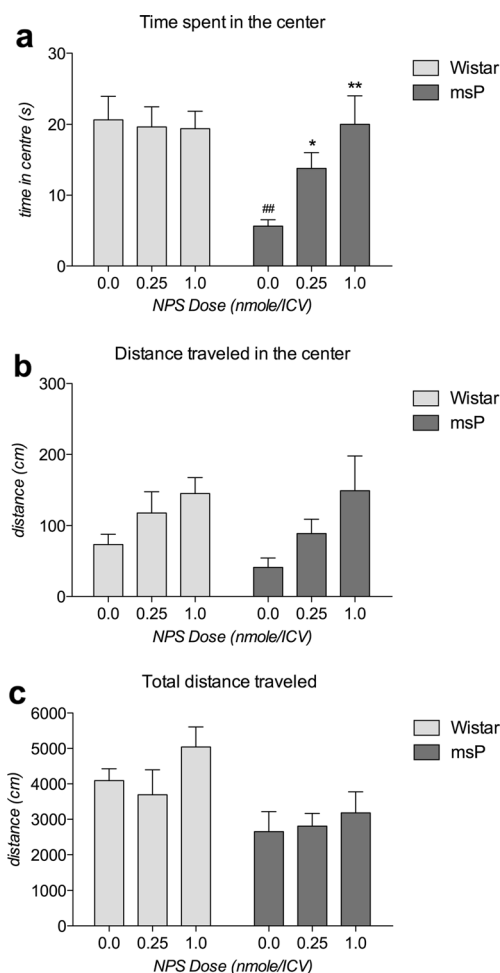 a
Time spent in the center
30
20
10
0
time in centre (s)
Wistar
msP
##
*
**
0.0 0.25 1.0 0.0 0.25 1.0
NPS Dose (nmole/ICV)
b
Distance traveled in the center
300
200
100
0
distance (cm)
Wistar
msP
0.0 0.25 1.0 0.0 0.25 1.0
NPS Dose (nmole/ICV)
c
Total distance traveled
6000
5000
4000
3000
2000
1000
0
distance (cm)
Wistar
msP
0.0 0.25 1.0 0.0 0.25 1.0
NPS Dose (nmole/ICV)